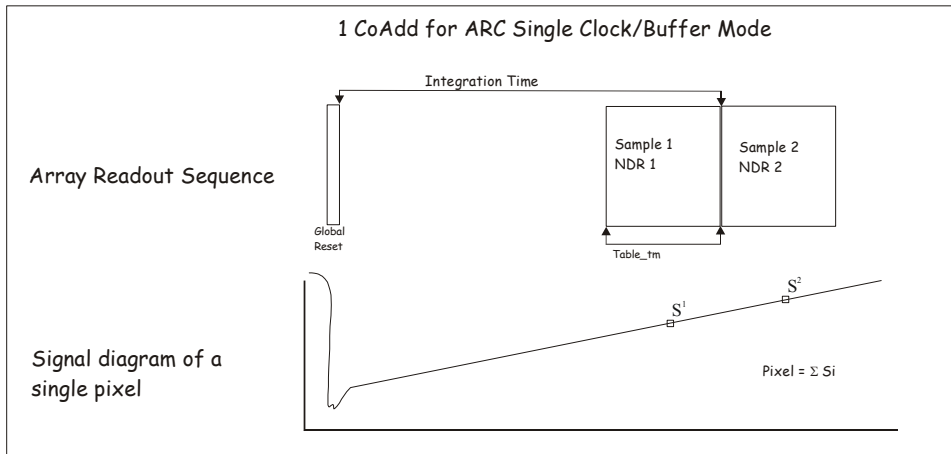 1 CoAdd for ARC Single Clock/Buffer Mode
Integration Time
Array Readout Sequence
Sample 1
NDR 1
Sample 2
NDR 2
Global
Reset
Table_tm
Signal diagram of a
single pixel
S¹
S²
Pixel = Σ Si